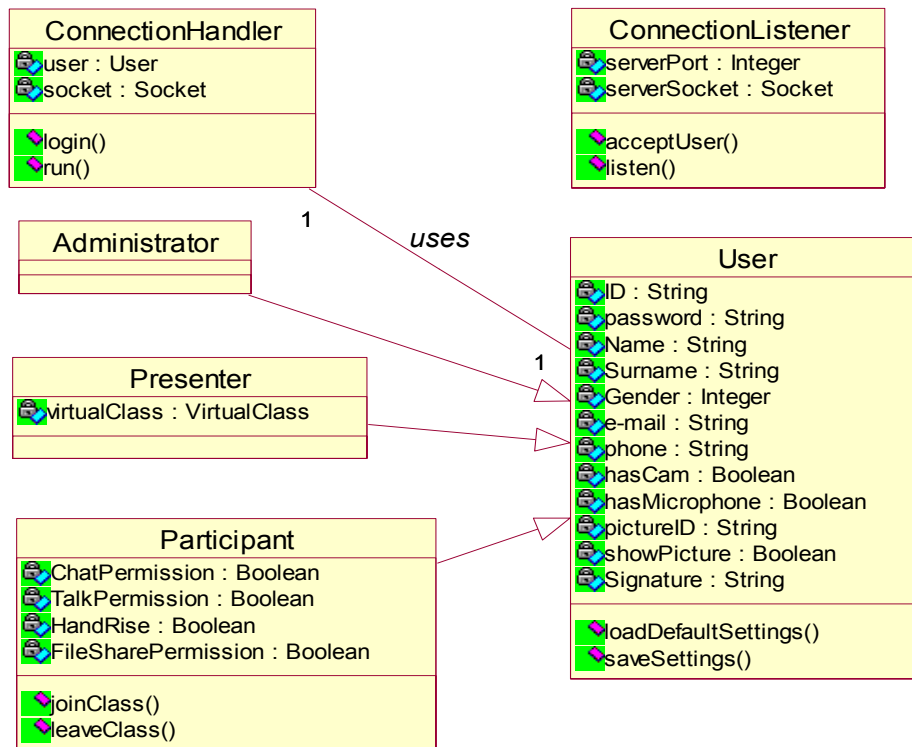 ConnectionHandler
user : User
socket : Socket
login()
run()
ConnectionListener
serverPort : Integer
serverSocket : Socket
acceptUser()
listen()
1
uses
1
Administrator
User
ID : String
password : String
Name : String
Surname : String
Gender : Integer
e-mail : String
phone : String
hasCam : Boolean
hasMicrophone : Boolean
pictureID : String
showPicture : Boolean
Signature : String
loadDefaultSettings()
saveSettings()
Presenter
virtualClass : VirtualClass
Participant
ChatPermission : Boolean
TalkPermission : Boolean
HandRise : Boolean
FileSharePermission : Boolean
joinClass()
leaveClass()